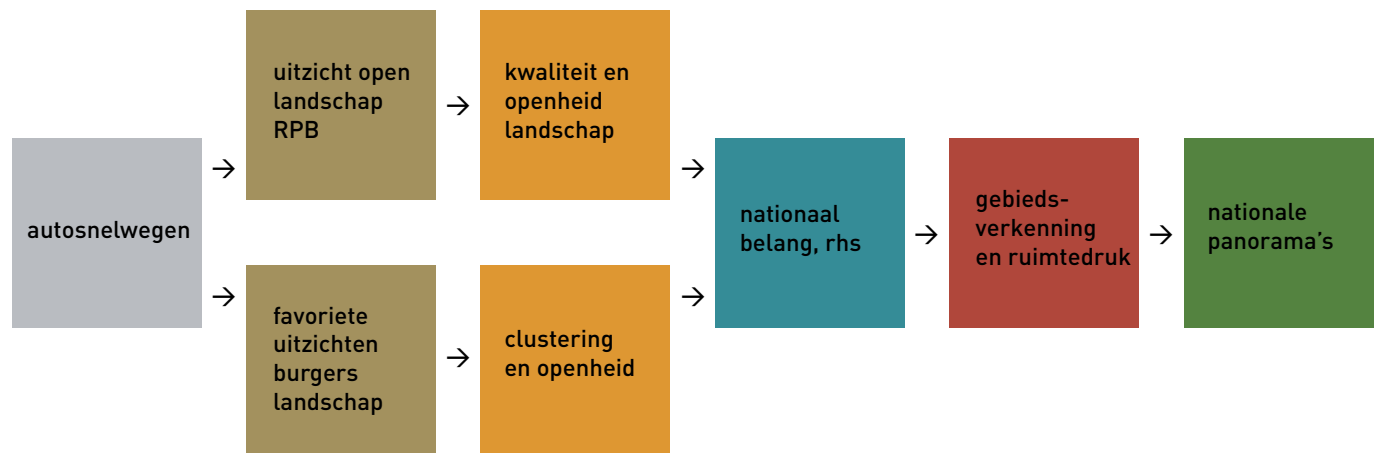 autosnelwegen
uitzicht open
landschap
RPB
kwaliteit en
openheid
landschap
favoriete
uitzichten
burgers
landschap
clustering
en openheid
nationaal
belang, rhs
gebieds-
verkenning
en ruimtedruk
nationale
panorama's